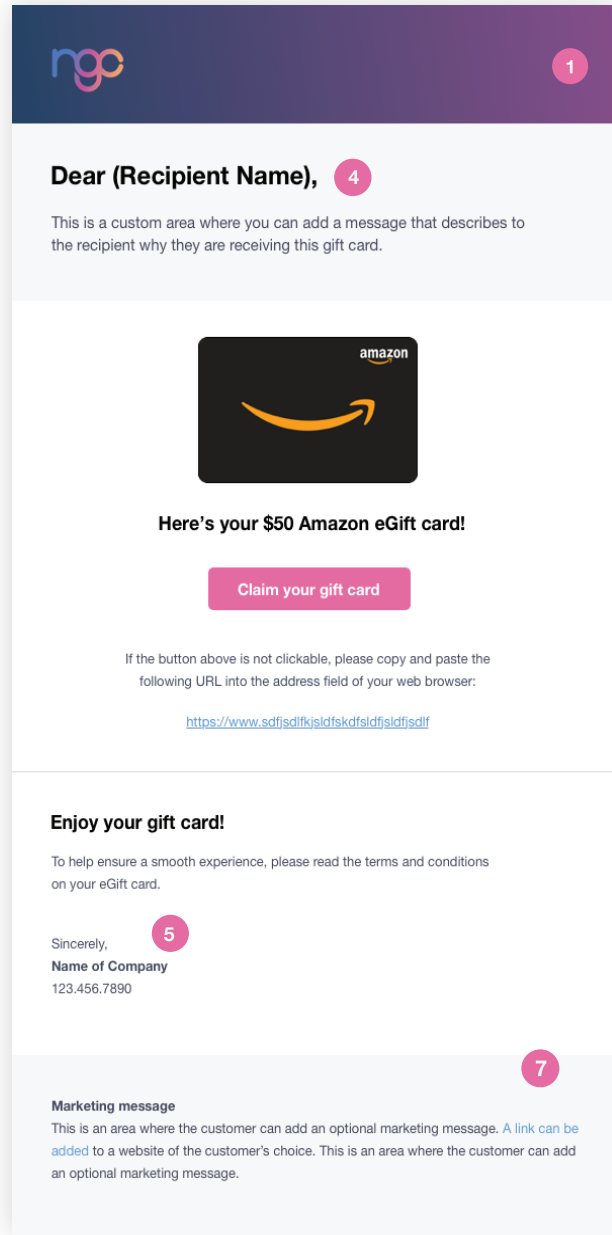 ngc
1
Dear (Recipient Name),
4
This is a custom area where you can add a message that describes to
the recipient why they are receiving this gift card.
amazon
Here’s your $50 Amazon eGift card!
Claim your gift card
If the button above is not clickable, please copy and paste the
following URL into the address field of your web browser:
https://www.sdfjsdlfkjsldfskdfsldfjsldfjsdlf
Enjoy your gift card!
To help ensure a smooth experience, please read the terms and conditions
on your eGift card.
5
Sincerely,
Name of Company
123.456.7890
7
Marketing message
This is an area where the customer can add an optional marketing message. A link can be
added to a website of the customer’s choice. This is an area where the customer can add
an optional marketing message.